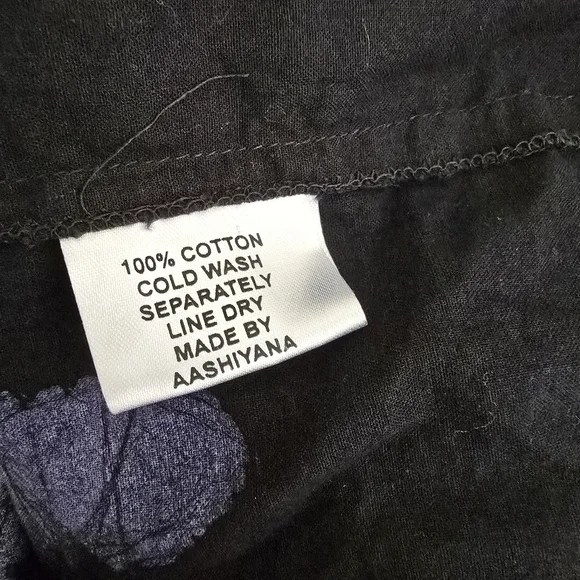 100% COTTON
COLD WASH
SEPARATELY
LINE DRY
MADE BY
AASHIYANA